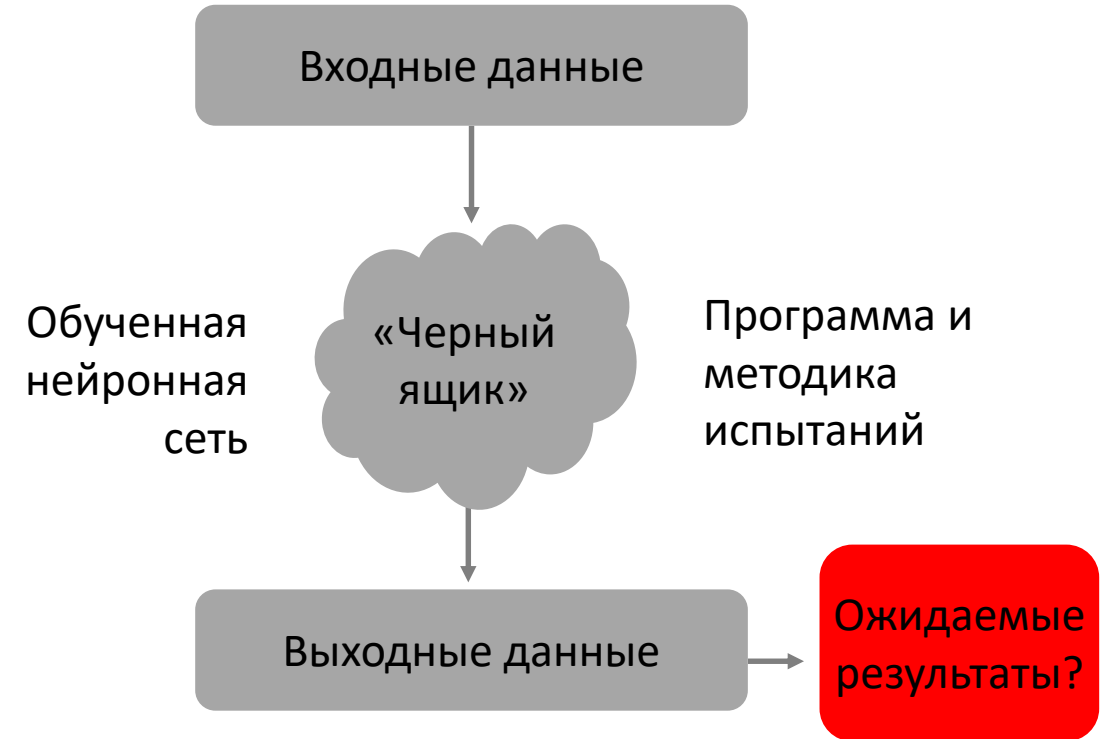 Входные данные
Обученная
нейронная
сеть
«Черный
ящик»
Программа и
методика
испытаний
Выходные данные
Ожидаемые
результаты?